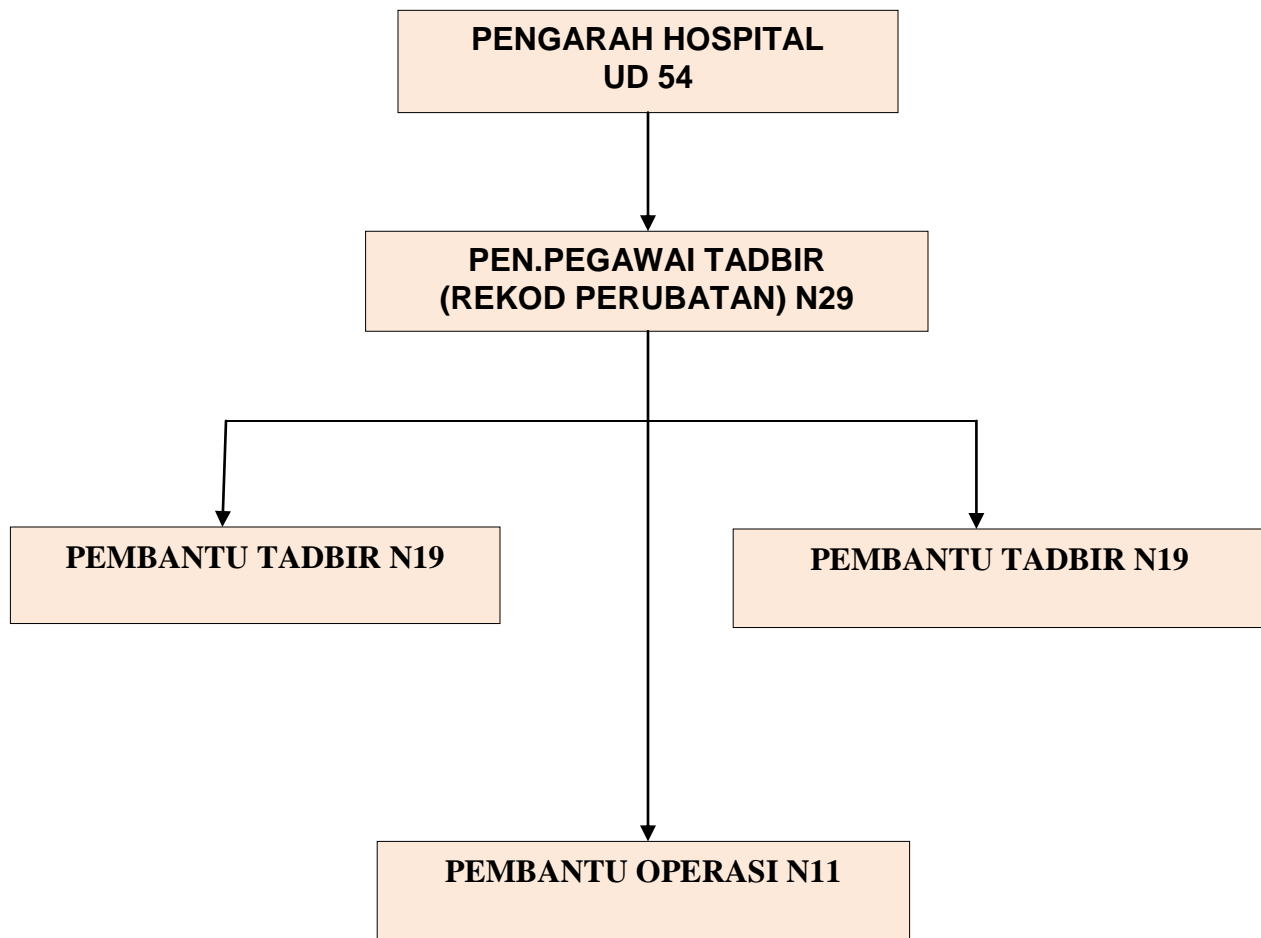 PENGARAH HOSPITAL
UD 54
PEN.PEGAWAI TADBIR
(REKOD PERUBATAN) N29
PEMBANTU TADBIR N19
PEMBANTU TADBIR N19
PEMBANTU OPERASI N11